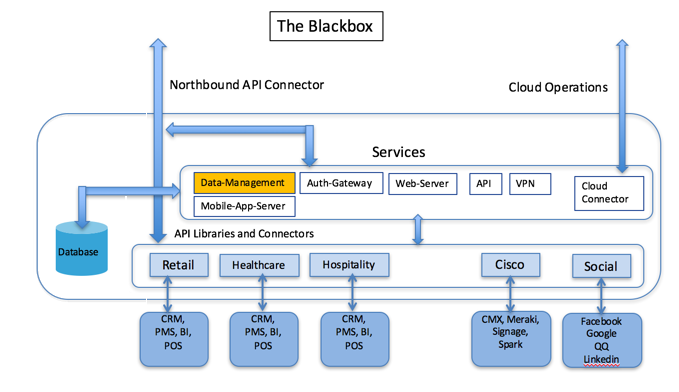 The Blackbox
Northbound API Connector
Cloud Operations
Services
Data-Management
Auth-Gateway
Web-Server
API
VPN
Cloud
Connector
Mobile-App-Server
Database
API Libraries and Connectors
Retail
Healthcare
Hospitality
Cisco
Social
CRM,
PMS, BI,
POS
CRM,
PMS, BI,
POS
CRM,
PMS, BI,
POS
CMX, Meraki,
Signage,
Spark
Facebook
Google
QQ
Linkedin